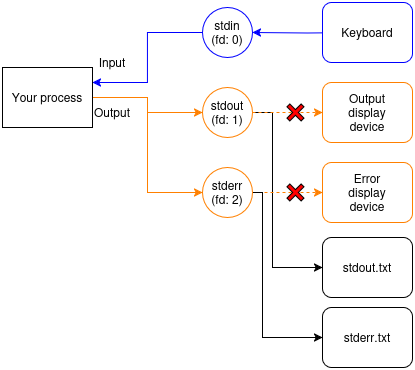 stdin
(fd: 0)
Keyboard
Input
Your process
Output
stdout
(fd: 1)
Output
display
device
stderr
(fd: 2)
Error
display
device
stdout.txt
stderr.txt